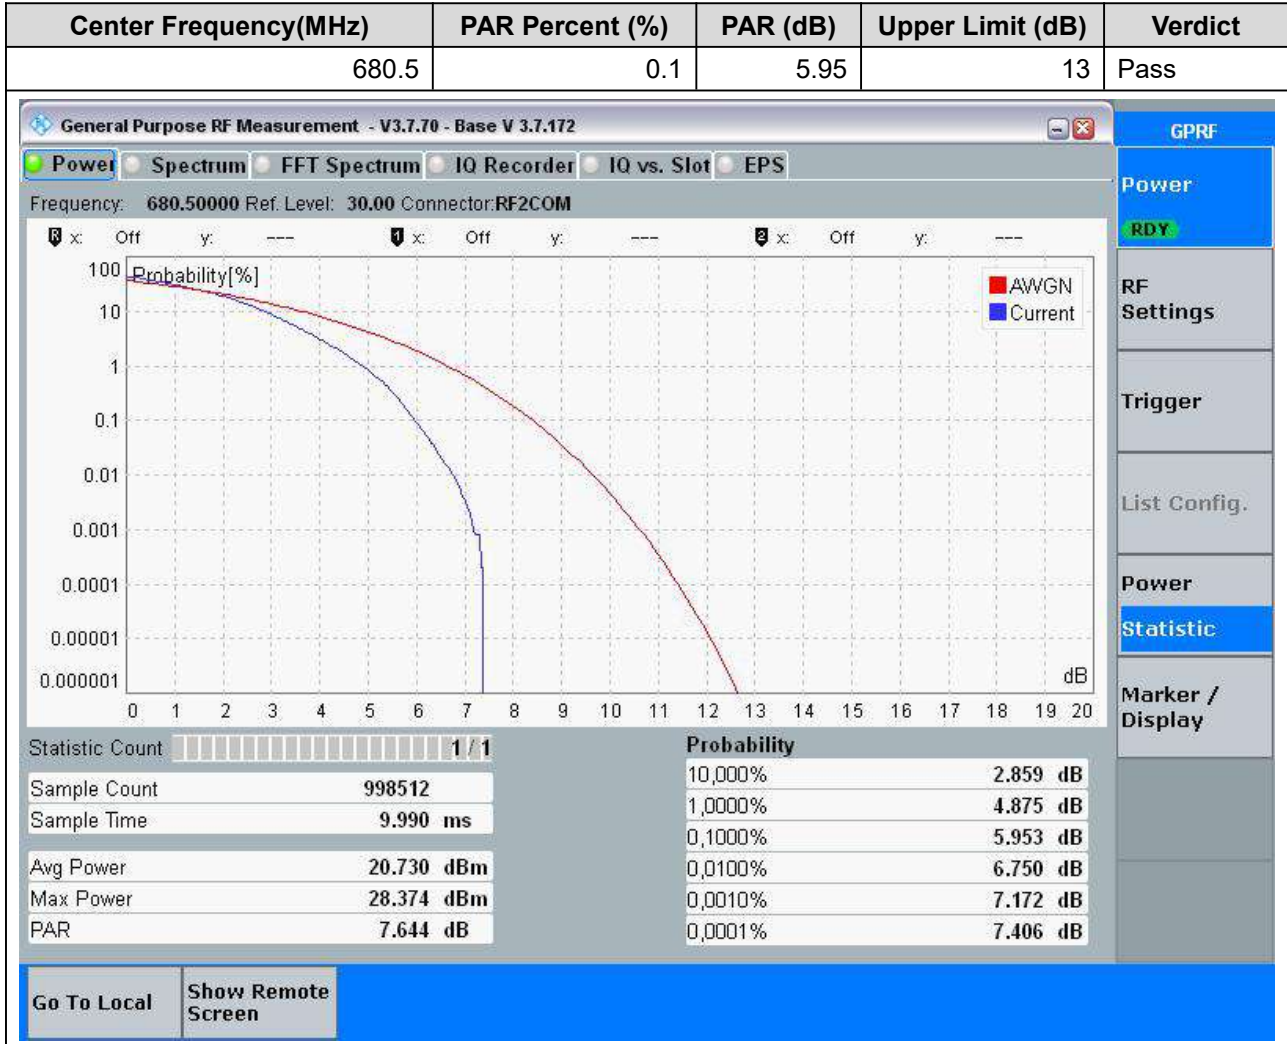 Center Frequency(MHz) PAR Percent (%) PAR (dB) Upper Limit (dB) Verdict
680.5 0.1 5.95 13 Pass
General Purpose RF Measurement - V3.7.70 - Base V 3.7.172
GPRF
Power Spectrum FFT Spectrum IQ Recorder IQ vs. Slot EPS
Power
RDY
Frequency: 680.50000 Ref. Level: 30.00 Connector:RF2COM
R x: Off y: --- 1 x: Off y: --- 2 x: Off y: ---
Probability[%]
AWGN
Current
100
10
1
0.1
0.01
0.001
0.0001
0.00001
0.000001
dB
0 1 2 3 4 5 6 7 8 9 10 11 12 13 14 15 16 17 18 19 20
RF
Settings
Trigger
List Config.
Power
Statistic
Marker /
Display
Statistic Count 1 / 1
Sample Count 998512
Sample Time 9.990 ms
Avg Power 20.730 dBm
Max Power 28.374 dBm
PAR 7.644 dB
Probability
10,000% 2.859 dB
1,0000% 4.875 dB
0,1000% 5.953 dB
0,0100% 6.750 dB
0,0010% 7.172 dB
0,0001% 7.406 dB
Go To Local
Show Remote
Screen